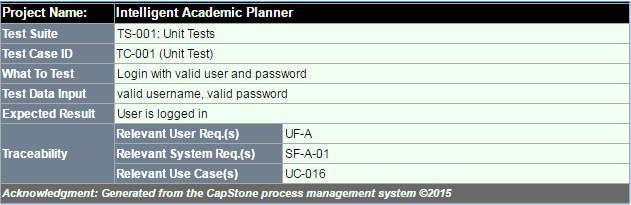 Project Name: Intelligent Academic Planner
Test Suite TS-001: Unit Tests
Test Case ID TC-001 (Unit Test)
What To Test Login with valid user and password
Test Data Input valid username, valid password
Expected Result User is logged in
Relevant User Req.(s) UF-A
Traceability Relevant System Req.(s) SF-A-01
Relevant Use Case(s) UC-016
Acknowledgment: Generated from the CapStone process management system ©2015